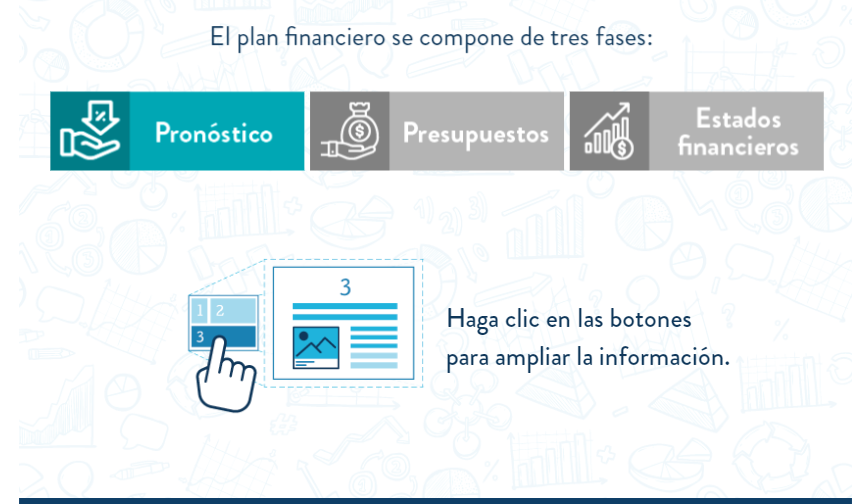 El plan financiero se compone de tres fases:
Pronóstico
Presupuestos
Estados
financieros
1 2
3
3
Haga clic en las botones
para ampliar la información.